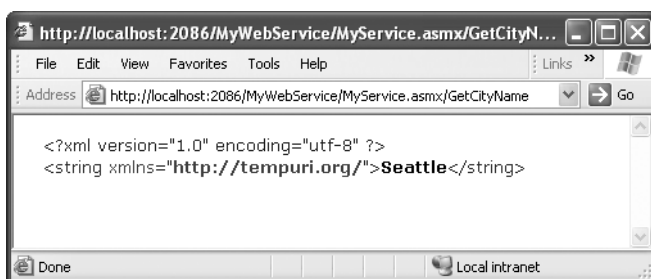 http://localhost:2086/MyWebService/MyService.asmx/GetCityN...
File Edit View Favorites Tools Help Links »
Address http://localhost:2086/MyWebService/MyService.asmx/GetCityName Go
<?xml version="1.0" encoding="utf-8" ?>
<string xmlns="http://tempuri.org/">Seattle</string>
Done Local intranet